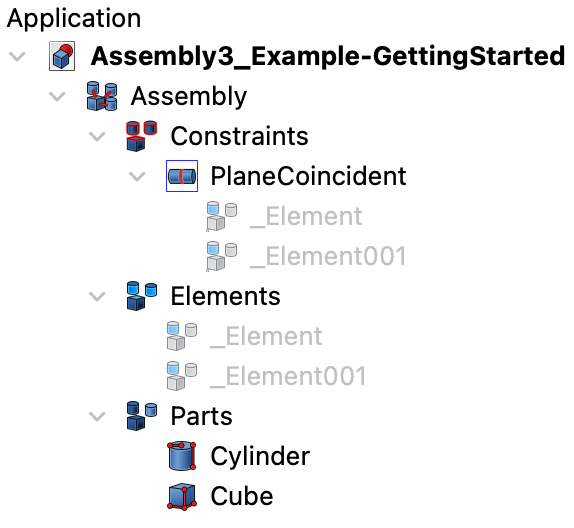 Application
Assembly3_Example-GettingStarted
Assembly
Constraints
PlaneCoincident
_Element
_Element001
Elements
_Element
_Element001
Parts
Cylinder
Cube